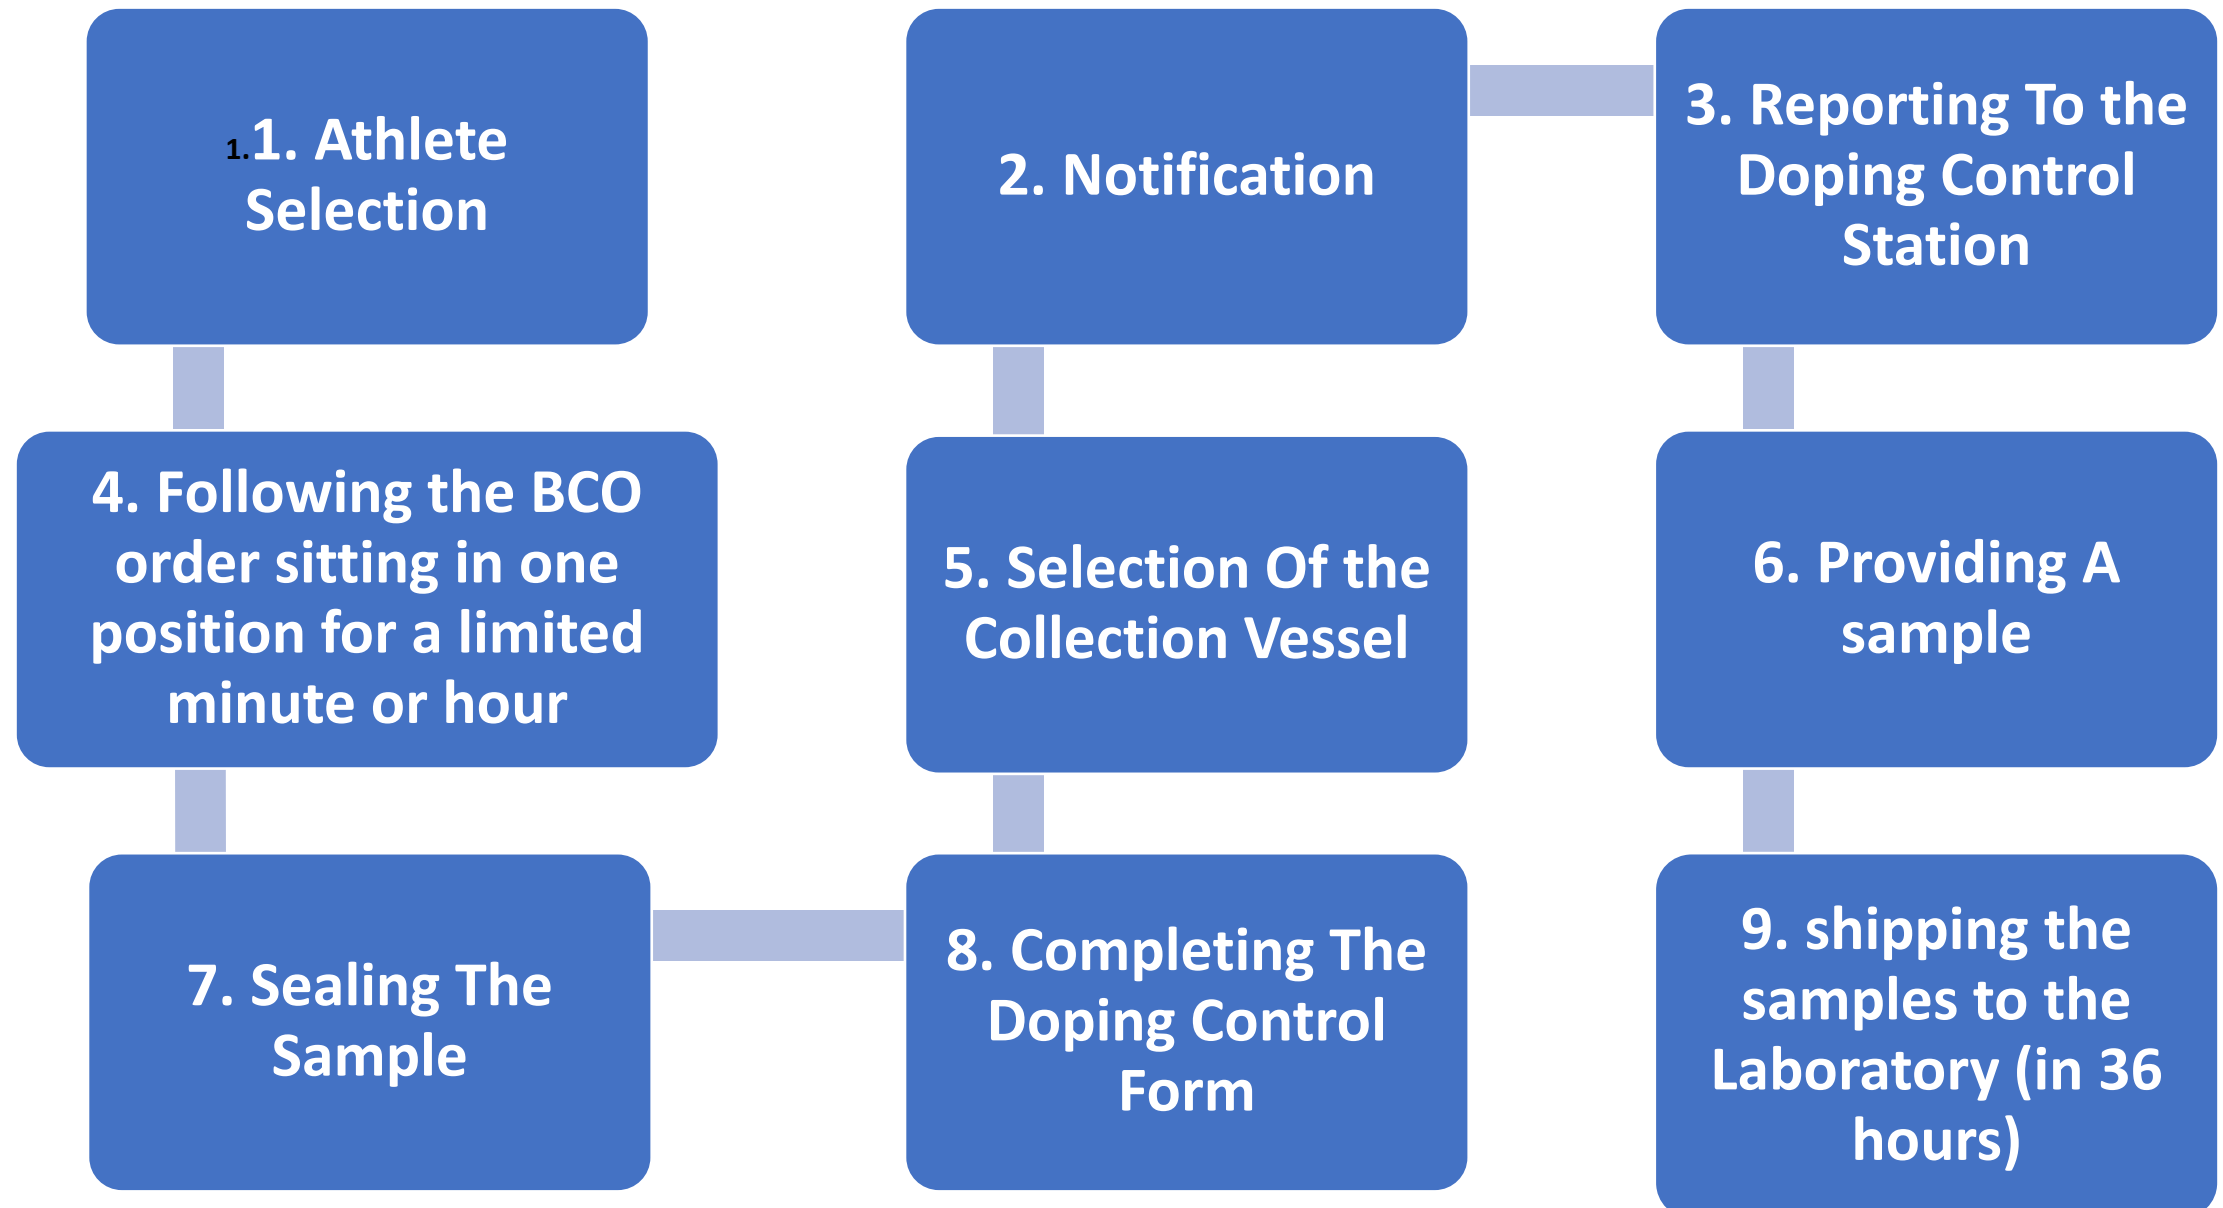 1.1. Athlete
Selection
2. Notification
3. Reporting To the
Doping Control
Station
4. Following the BCO
order sitting in one
position for a limited
minute or hour
5. Selection Of the
Collection Vessel
6. Providing A
sample
7. Sealing The
Sample
8. Completing The
Doping Control
Form
9. shipping the
samples to the
Laboratory (in 36
hours)